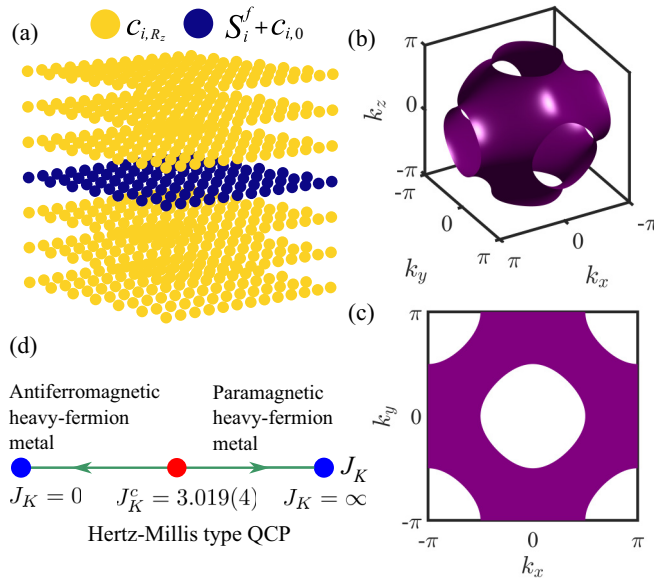 (a)
c_{i,R_z}
S_i^f + c_{i,0}
(b)
π
0
-π
k_z
-π
0
π
k_y
π
0
-π
k_x
(c)
π
0
-π
k_y
-π
0
π
k_x
(d)
Antiferromagnetic
heavy-fermion
metal
Paramagnetic
heavy-fermion
metal
J_K
J_K = 0
J_K^c = 3.019(4)
J_K = ∞
Hertz-Millis type QCP